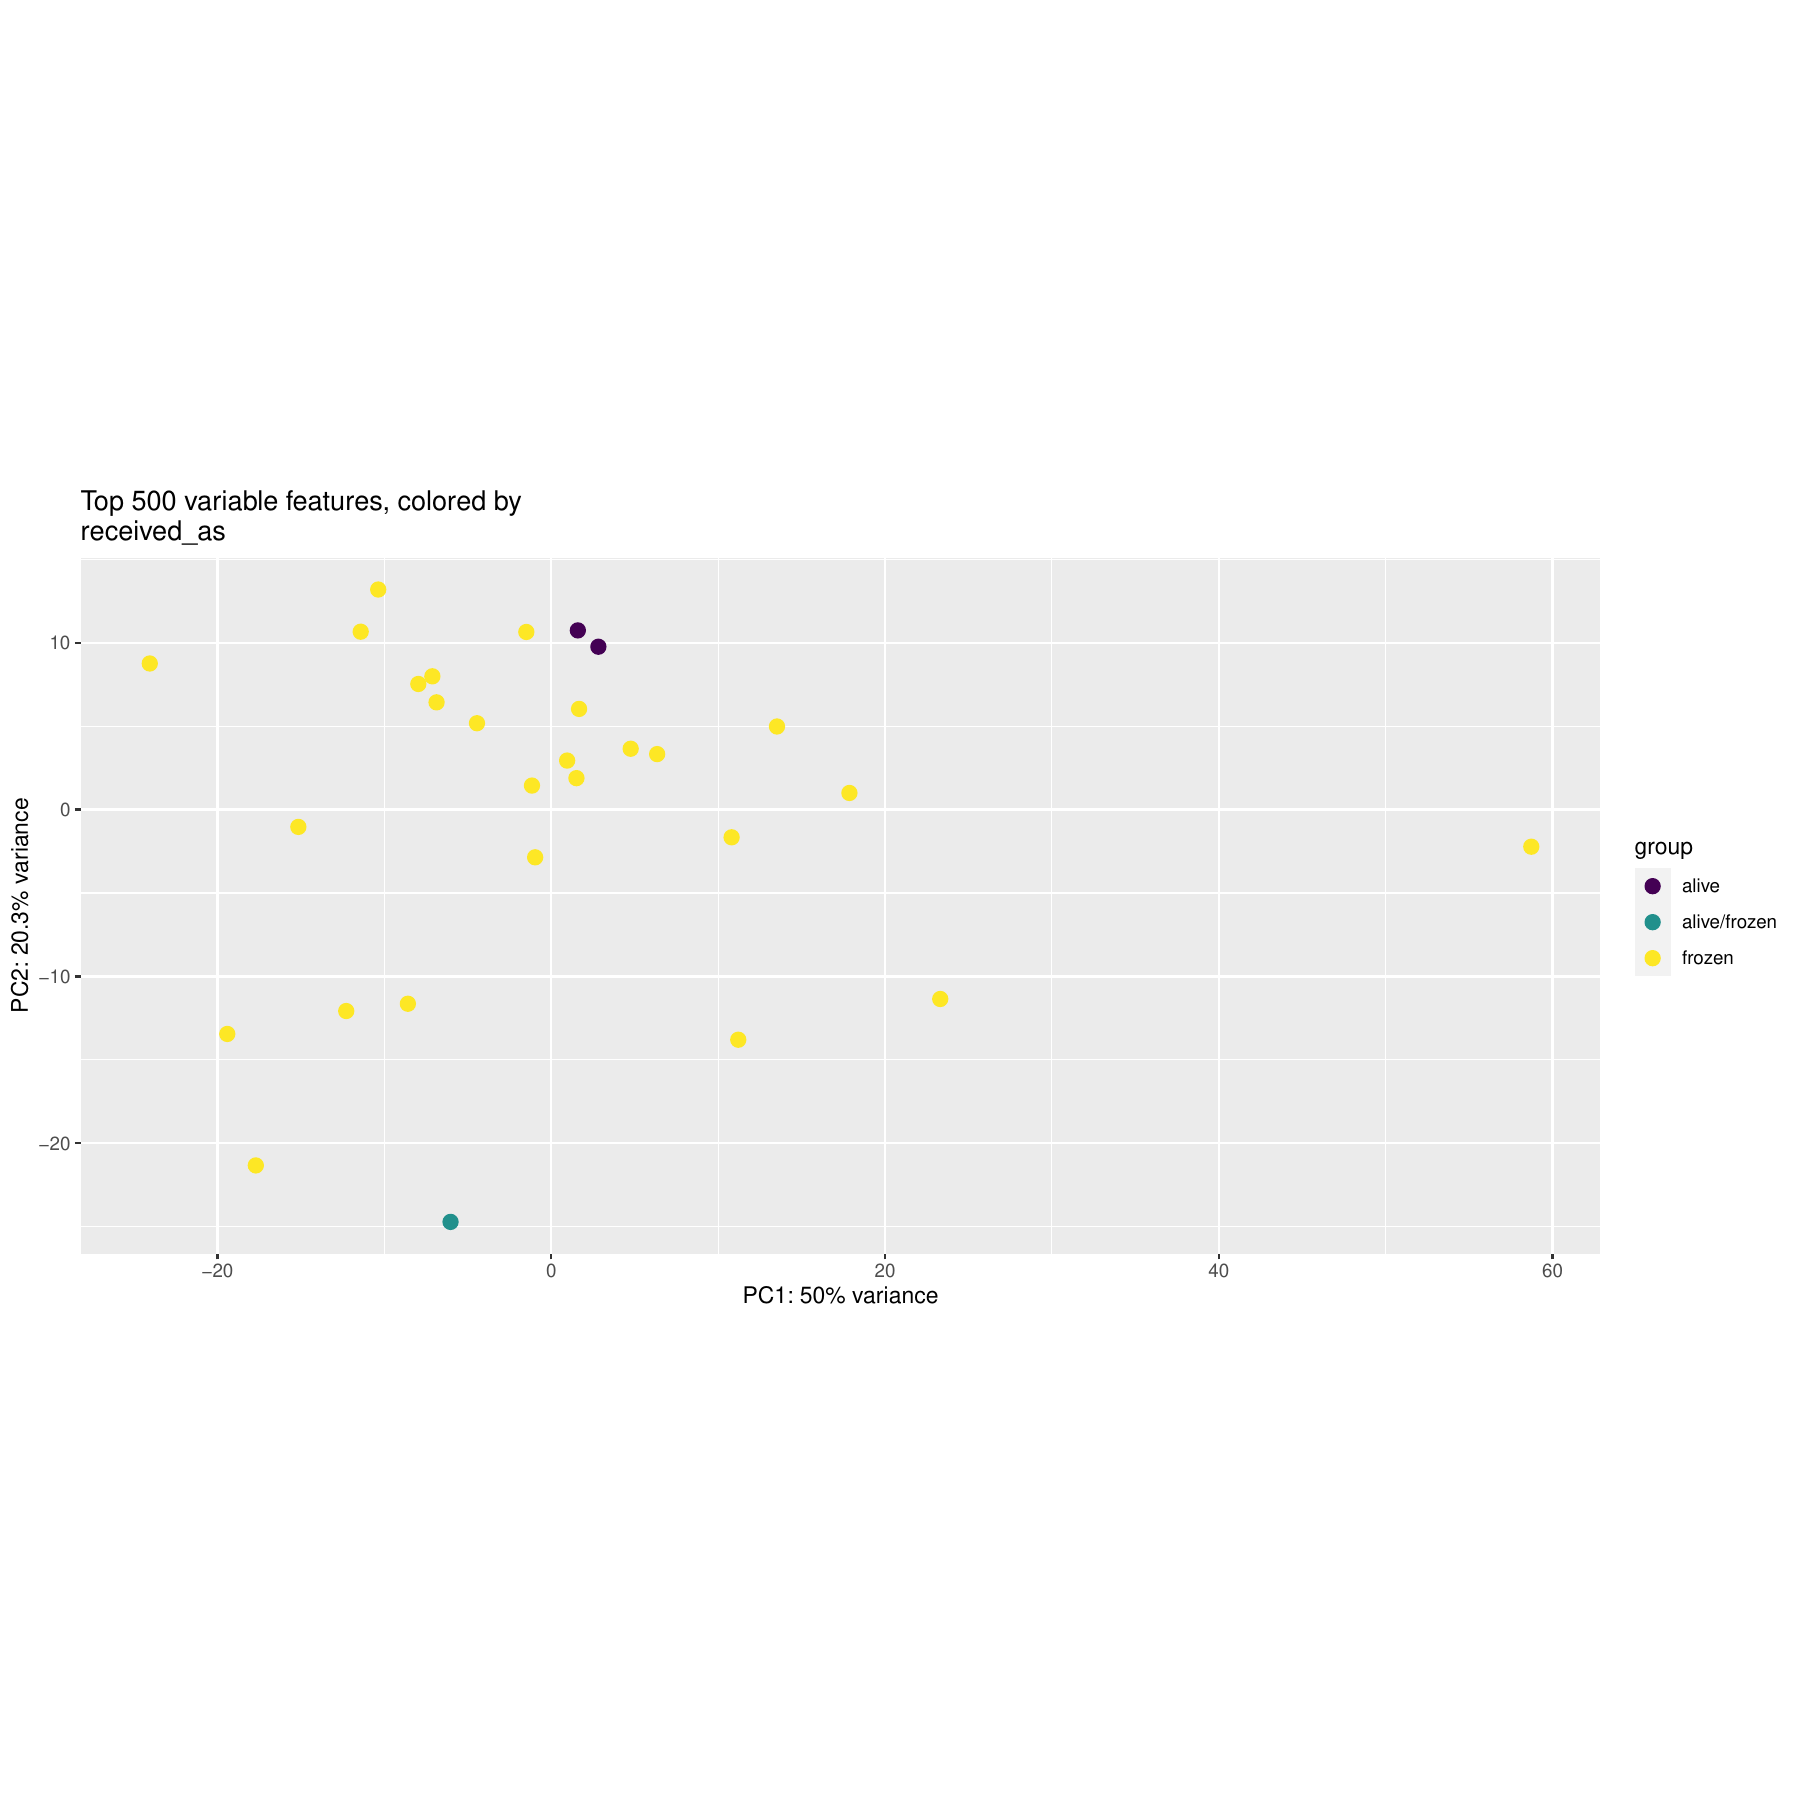 Top 500 variable features, colored by
received_as
10
0
−10
−20
PC2: 20.3% variance
−20
0
20
40
60
PC1: 50% variance
group
alive
alive/frozen
frozen